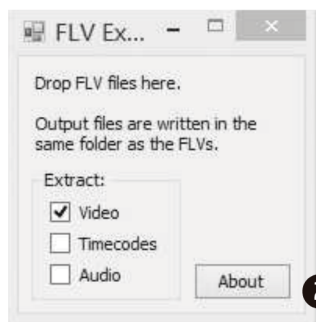 FLV Ex...
Drop FLV files here.
Output files are written in the
same folder as the FLVs.
Extract:
Video
Timecodes
Audio
About